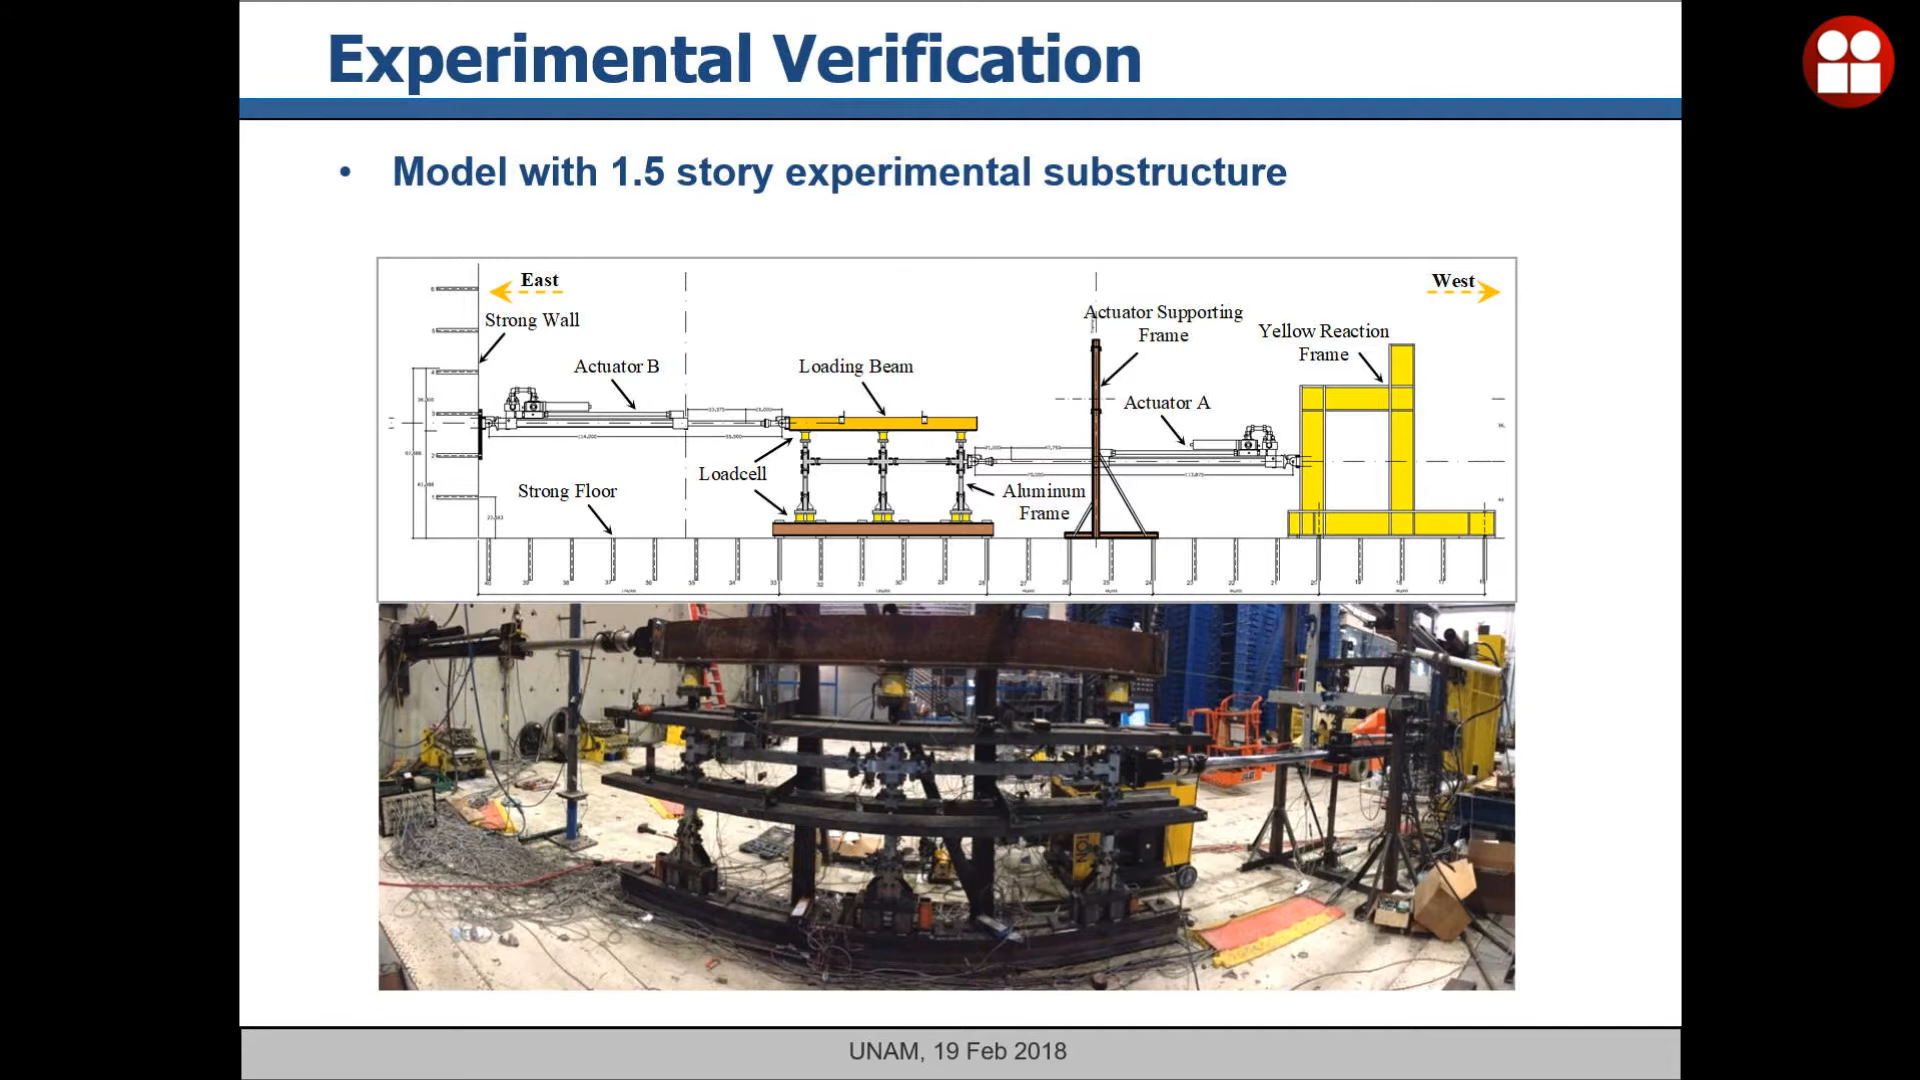 Experimental Verification
• Model with 1.5 story experimental substructure
East
West
Strong Wall
Actuator Supporting
Frame
Yellow Reaction
Frame
Actuator B
Loading Beam
Actuator A
Loadcell
Strong Floor
Aluminum
Frame
UNAM, 19 Feb 2018